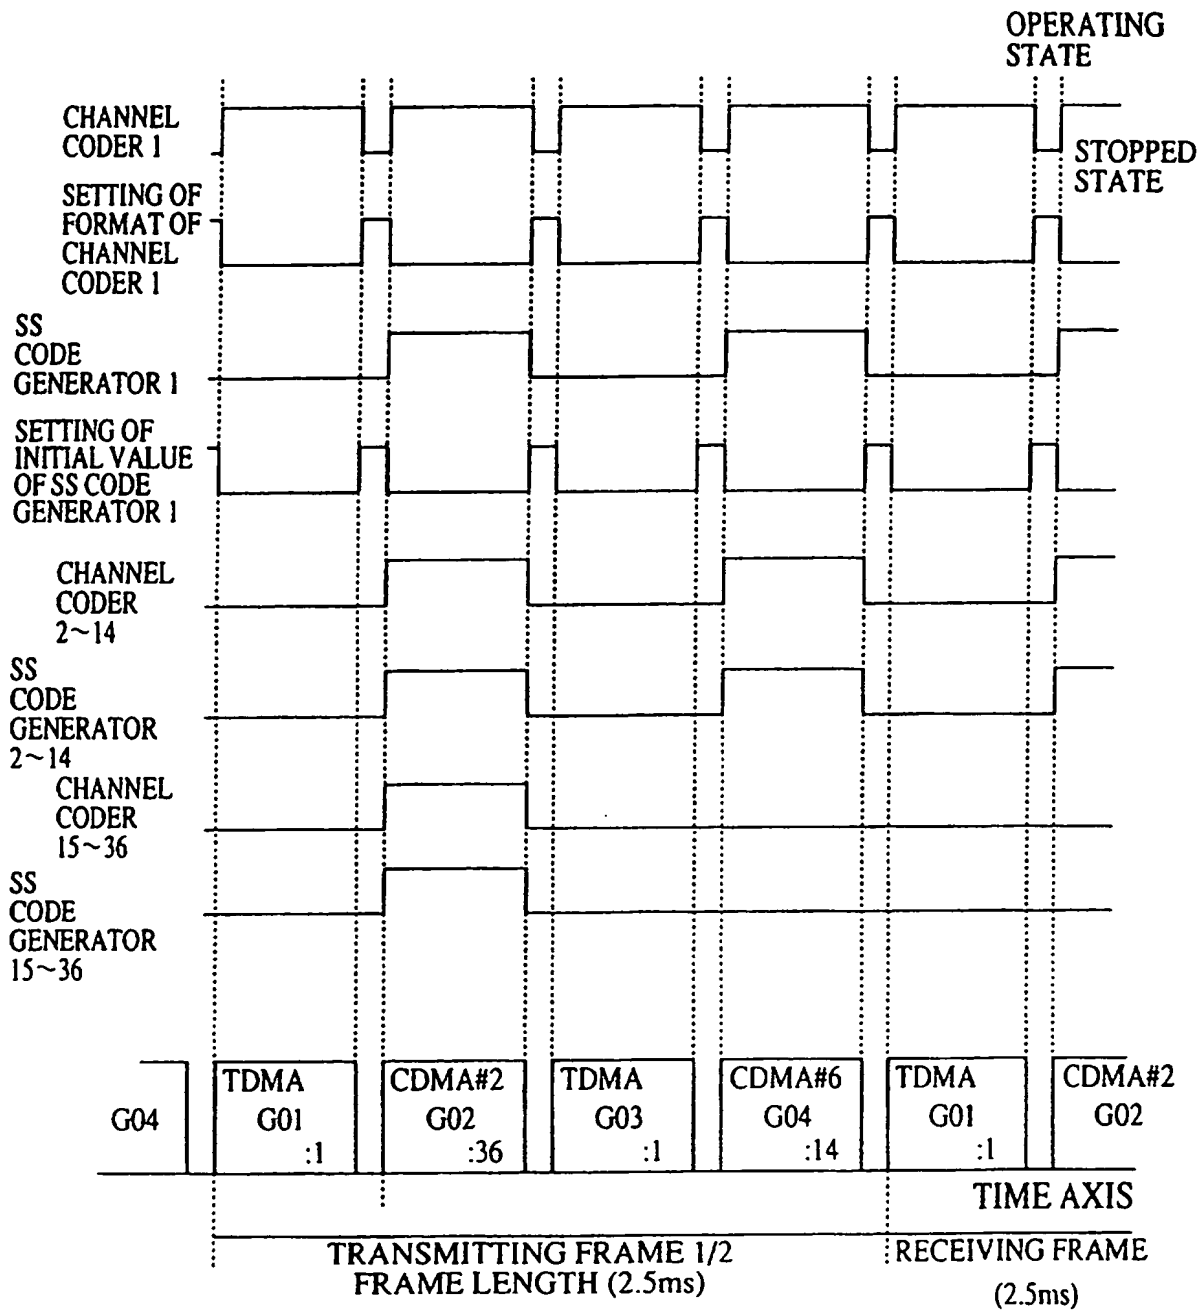 OPERATING
STATE
CHANNEL
CODER 1
STOPPED
STATE
SETTING OF
FORMAT OF
CHANNEL
CODER 1
SS
CODE
GENERATOR 1
SETTING OF
INITIAL VALUE
OF SS CODE
GENERATOR 1
CHANNEL
CODER
2~14
SS
CODE
GENERATOR
2~14
CHANNEL
CODER
15~36
SS
CODE
GENERATOR
15~36
G04
TDMA
G01
:1
CDMA#2
G02
:36
TDMA
G03
:1
CDMA#6
G04
:14
TDMA
G01
:1
CDMA#2
G02
TIME AXIS
TRANSMITTING FRAME 1/2
FRAME LENGTH (2.5ms)
RECEIVING FRAME
(2.5ms)